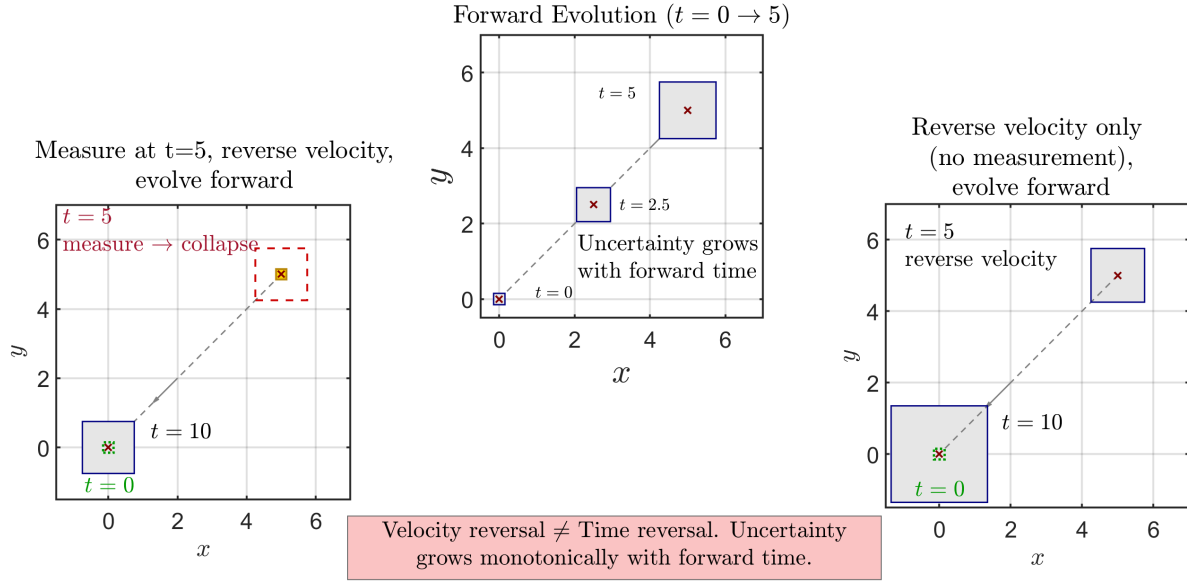 Forward Evolution (t = 0 → 5)
6
4
2
0
y
t = 5
t = 2.5
Uncertainty grows
with forward time
t = 0
0
2
4
6
x
Measure at t=5, reverse velocity,
evolve forward
t = 5
measure → collapse
6
4
2
0
y
t = 10
t = 0
0
2
4
6
x
Reverse velocity only
(no measurement),
evolve forward
t = 5
reverse velocity
6
4
2
0
y
t = 10
t = 0
0
2
4
6
x
Velocity reversal ≠ Time reversal. Uncertainty
grows monotonically with forward time.